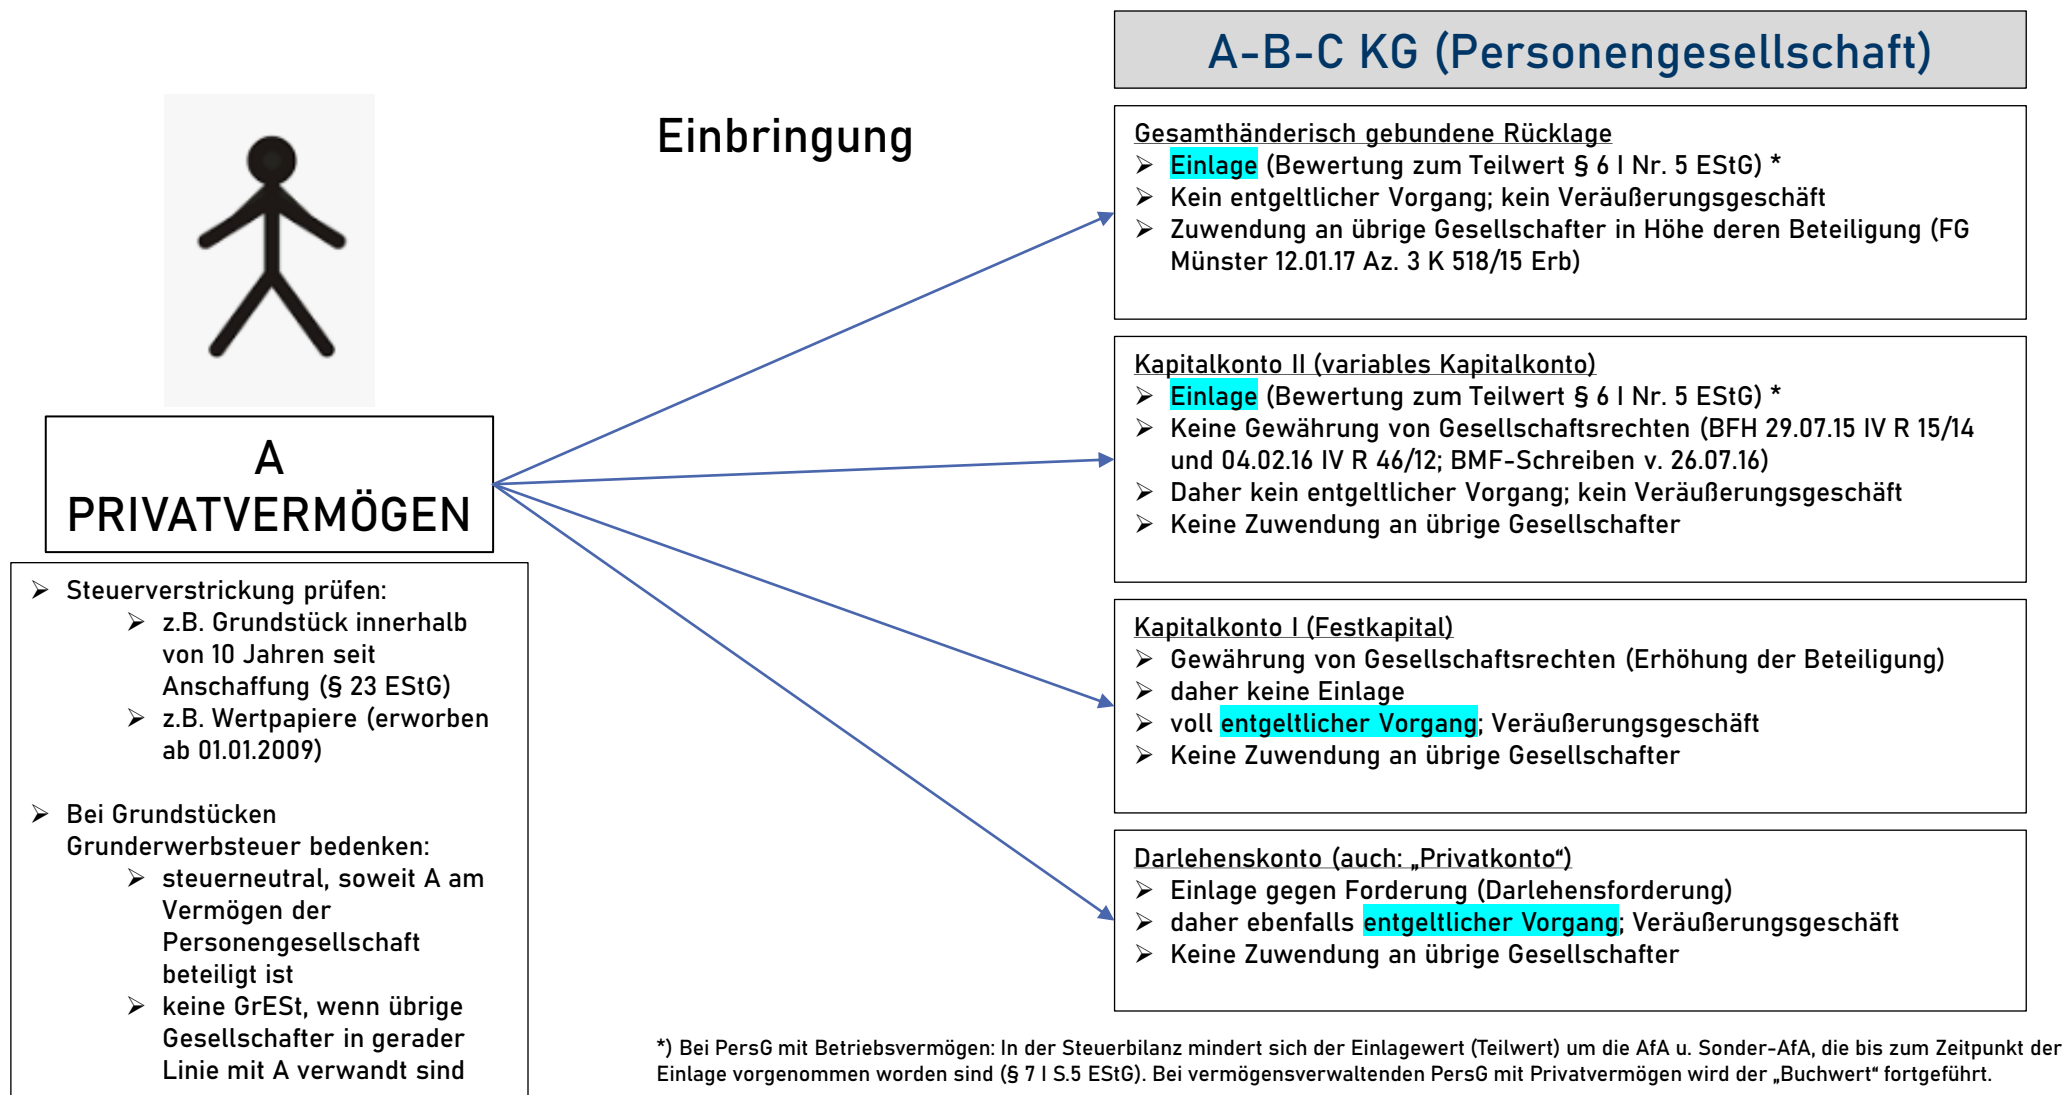 A-B-C KG (Personengesellschaft)
Einbringung
A
PRIVATVERMÖGEN
➢ Steuerverstrickung prüfen:
➢ z.B. Grundstück innerhalb
von 10 Jahren seit
Anschaffung (§ 23 EStG)
➢ z.B. Wertpapiere (erworben
ab 01.01.2009)
➢ Bei Grundstücken
Grunderwerbsteuer bedenken:
➢ steuerneutral, soweit A am
Vermögen der
Personengesellschaft
beteiligt ist
➢ keine GrESt, wenn übrige
Gesellschafter in gerader
Linie mit A verwandt sind
Gesamthänderisch gebundene Rücklage
➢ Einlage (Bewertung zum Teilwert § 6 I Nr. 5 EStG) *
➢ Kein entgeltlicher Vorgang; kein Veräußerungsgeschäft
➢ Zuwendung an übrige Gesellschafter in Höhe deren Beteiligung (FG
Münster 12.01.17 Az. 3 K 518/15 Erb)
Kapitalkonto II (variables Kapitalkonto)
➢ Einlage (Bewertung zum Teilwert § 6 I Nr. 5 EStG) *
➢ Keine Gewährung von Gesellschaftsrechten (BFH 29.07.15 IV R 15/14
und 04.02.16 IV R 46/12; BMF-Schreiben v. 26.07.16)
➢ Daher kein entgeltlicher Vorgang; kein Veräußerungsgeschäft
➢ Keine Zuwendung an übrige Gesellschafter
Kapitalkonto I (Festkapital)
➢ Gewährung von Gesellschaftsrechten (Erhöhung der Beteiligung)
➢ daher keine Einlage
➢ voll entgeltlicher Vorgang; Veräußerungsgeschäft
➢ Keine Zuwendung an übrige Gesellschafter
Darlehenskonto (auch: „Privatkonto“)
➢ Einlage gegen Forderung (Darlehensforderung)
➢ daher ebenfalls entgeltlicher Vorgang; Veräußerungsgeschäft
➢ Keine Zuwendung an übrige Gesellschafter
*) Bei PersG mit Betriebsvermögen: In der Steuerbilanz mindert sich der Einlagewert (Teilwert) um die AfA u. Sonder-AfA, die bis zum Zeitpunkt der
Einlage vorgenommen worden sind (§ 7 I S.5 EStG). Bei vermögensverwaltenden PersG mit Privatvermögen wird der „Buchwert“ fortgeführt.